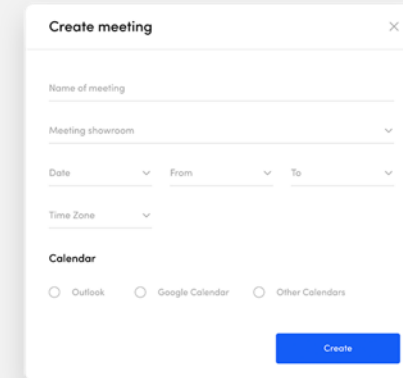 Create meeting
Name of meeting
Meeting showroom
Date From To
Time Zone
Calendar
Outlook Google Calendar Other Calendars
Create